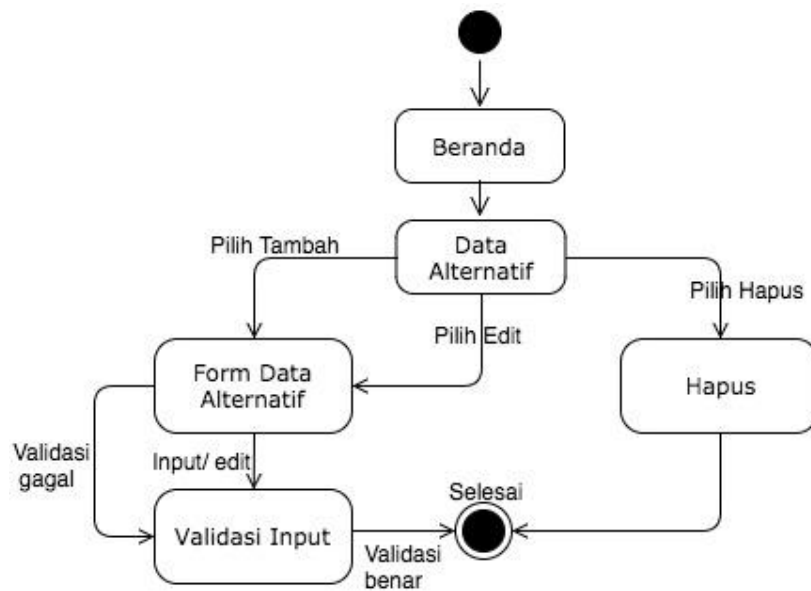 Beranda
Data
Alternatif
Pilih Tambah
Pilih Hapus
Pilih Edit
Form Data
Alternatif
Hapus
Validasi
gagal
Input/ edit
Selesai
Validasi Input
Validasi
benar